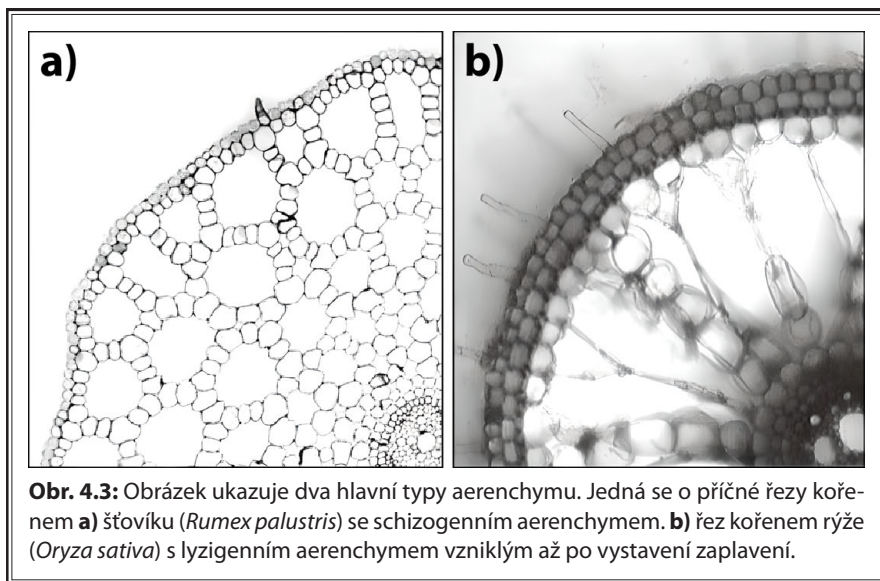 a)
b)
Obr. 4.3: Obrázek ukazuje dva hlavní typy aerenchymu. Jedná se o příčné řezy koře-
nem a) šťovíku (Rumex palustris) se schizogenním aerenchymem. b) řez kořenem rýže
(Oryza sativa) s lyzigenním aerenchymem vzniklým až po vystavení zaplavení.